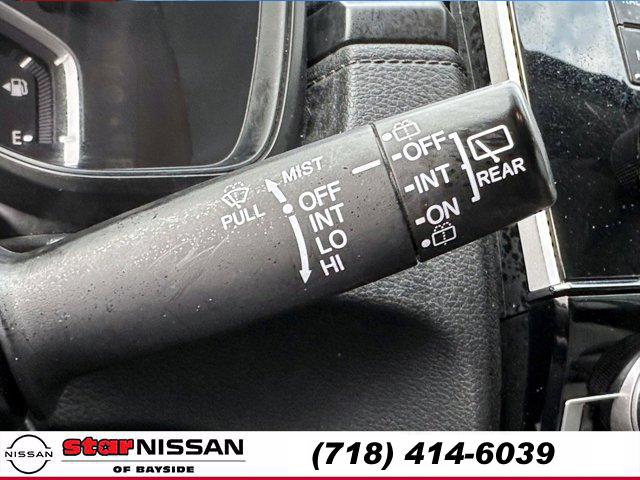 E
MIST
OFF
INT
LO
HI
PULL
-OFF
-INT
-ON
REAR
NISSAN
star NISSAN
OF BAYSIDE
(718) 414-6039